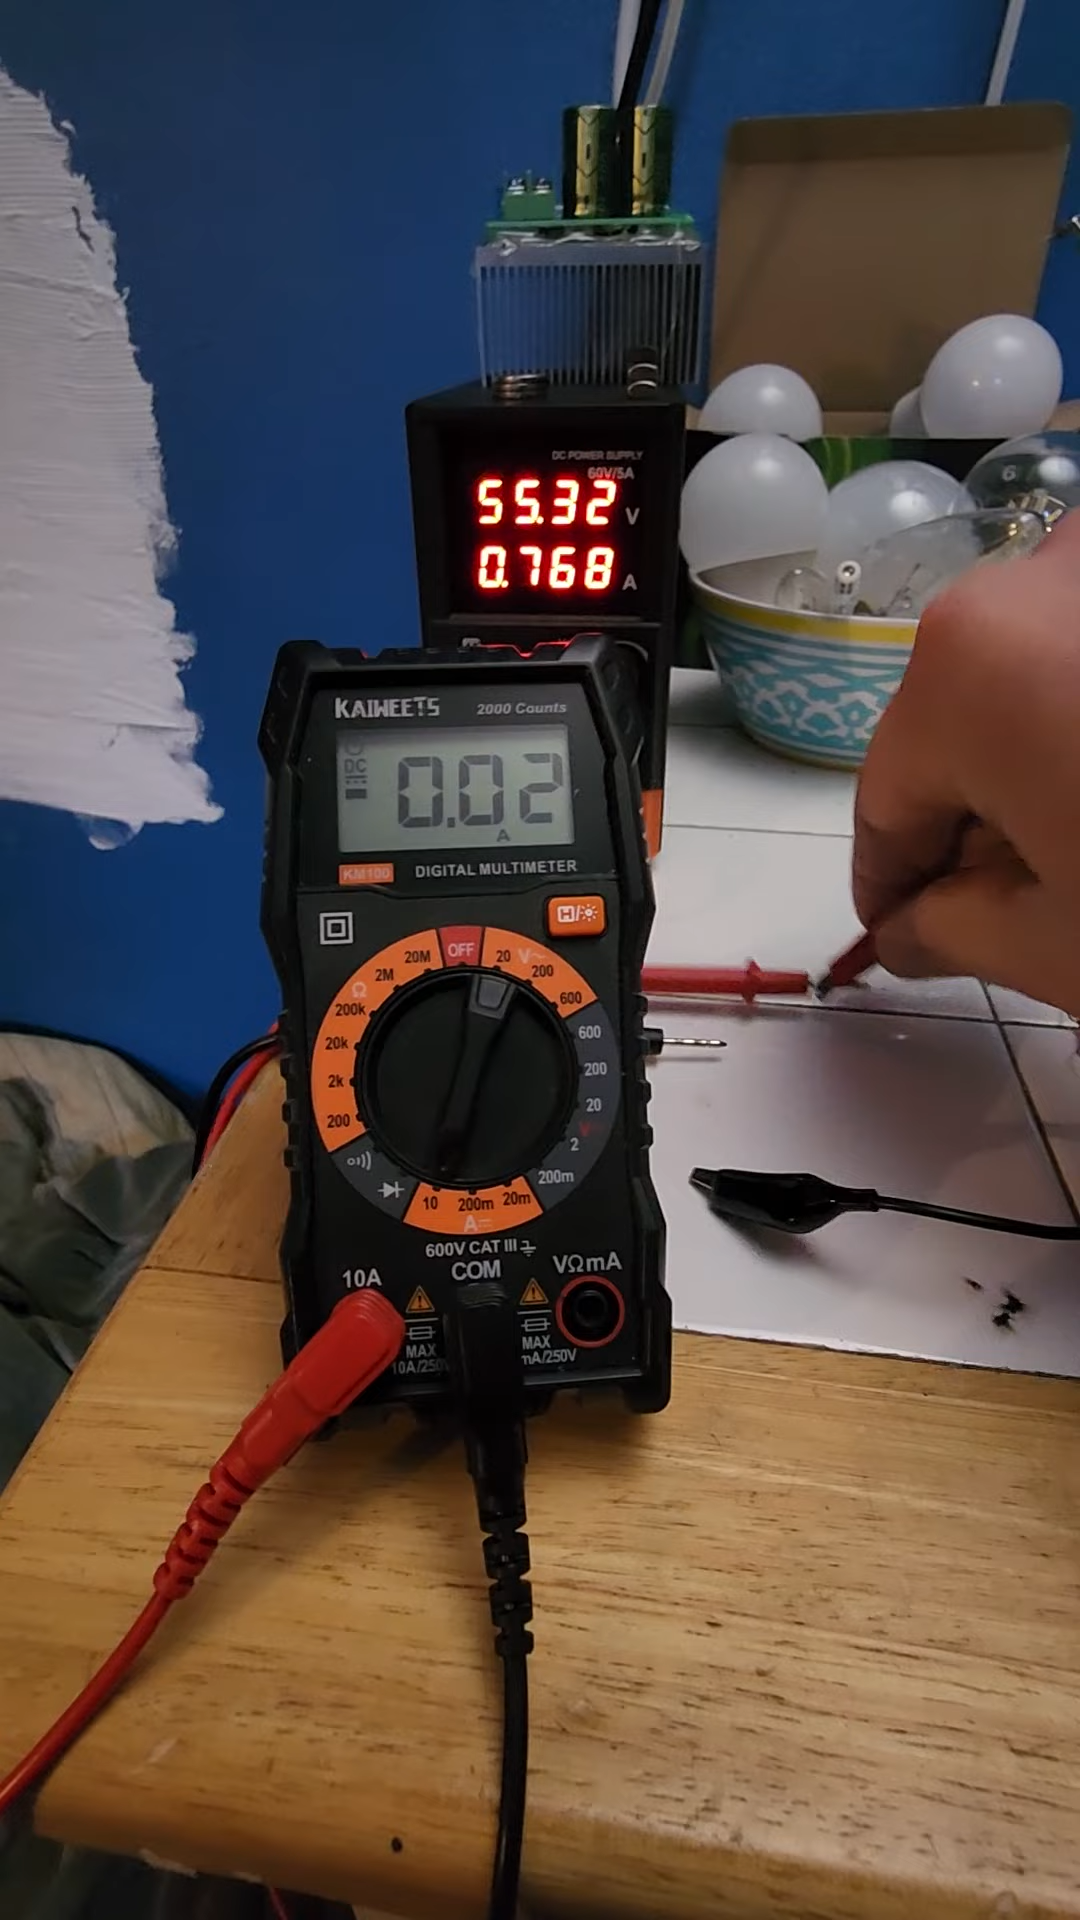 DC POWER SUPPLY
60V/5A
55.32 V
0.768 A
KAIWEETS 2000 Counts
DC
0.02
A
KM100 DIGITAL MULTIMETER
H/
OFF
20M 20 V~
2M 200
Ω 600
200k 600
20k 200
2k 20
200 2
200m
10 200m 20m
A
600V CAT III
10A COM VΩmA
MAX MAX
10A/250V mA/250V
6